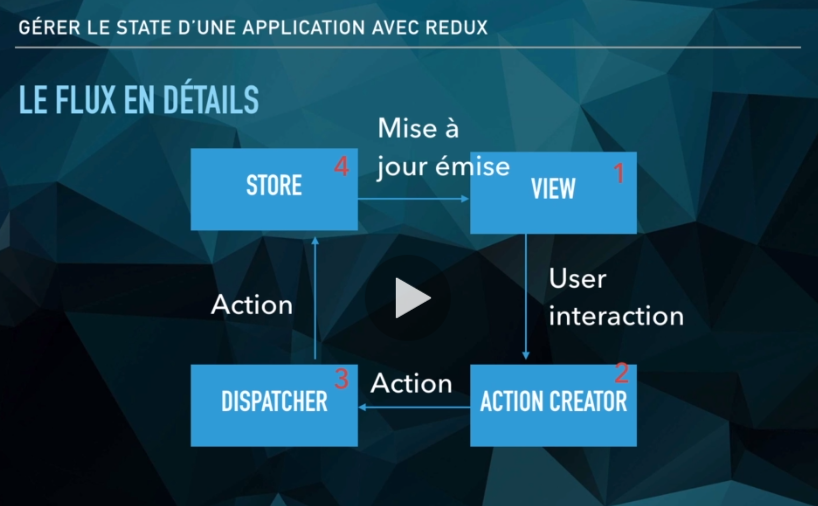 GÉRER LE STATE D'UNE APPLICATION AVEC REDUX
LE FLUX EN DÉTAILS
Mise à
jour émise
STORE
4
VIEW
1
User
interaction
Action
DISPATCHER
3
Action
ACTION CREATOR
2